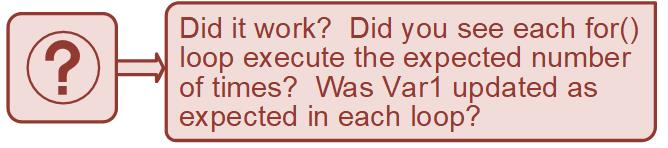 ?
Did it work?  Did you see each for()
loop execute the expected number
of times?  Was Var1 updated as
expected in each loop?